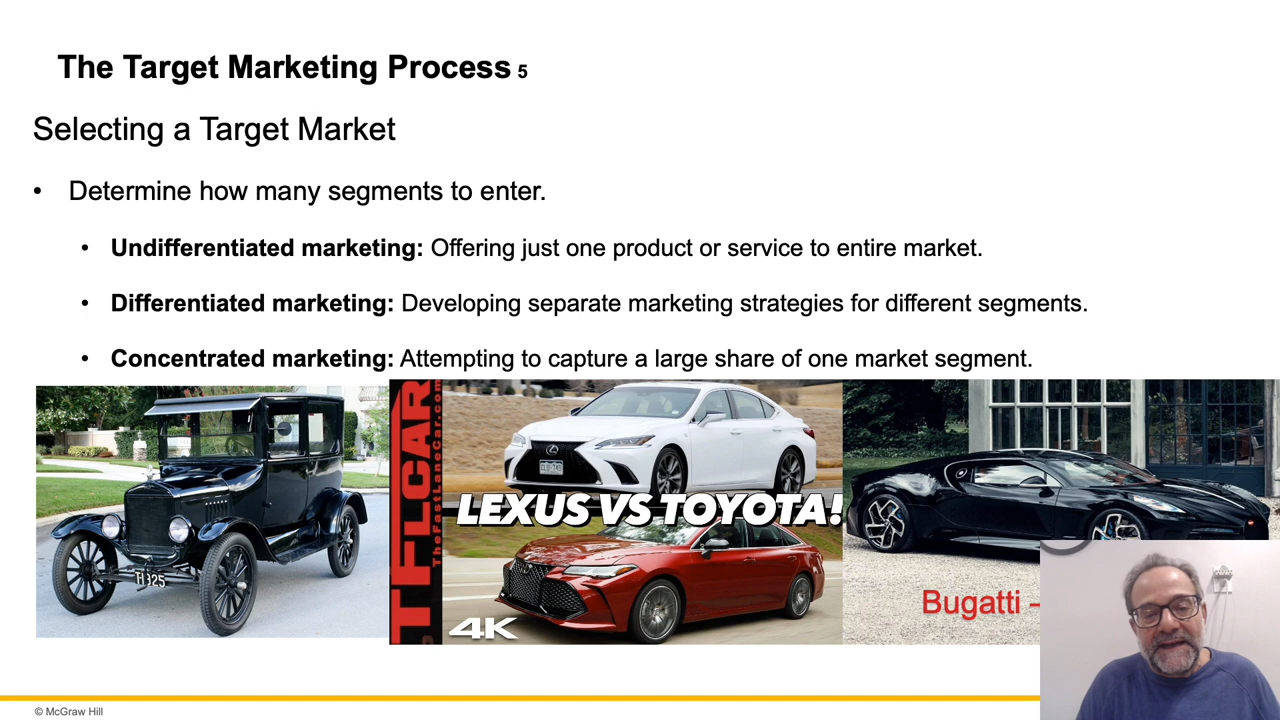 The Target Marketing Process 5
Selecting a Target Market
• Determine how many segments to enter.
• Undifferentiated marketing: Offering just one product or service to entire market.
• Differentiated marketing: Developing separate marketing strategies for different segments.
• Concentrated marketing: Attempting to capture a large share of one market segment.
TFLCAR
TheFastLaneCar.com
LEXUS VS TOYOTA!
4K
Bugatti –
© McGraw Hill